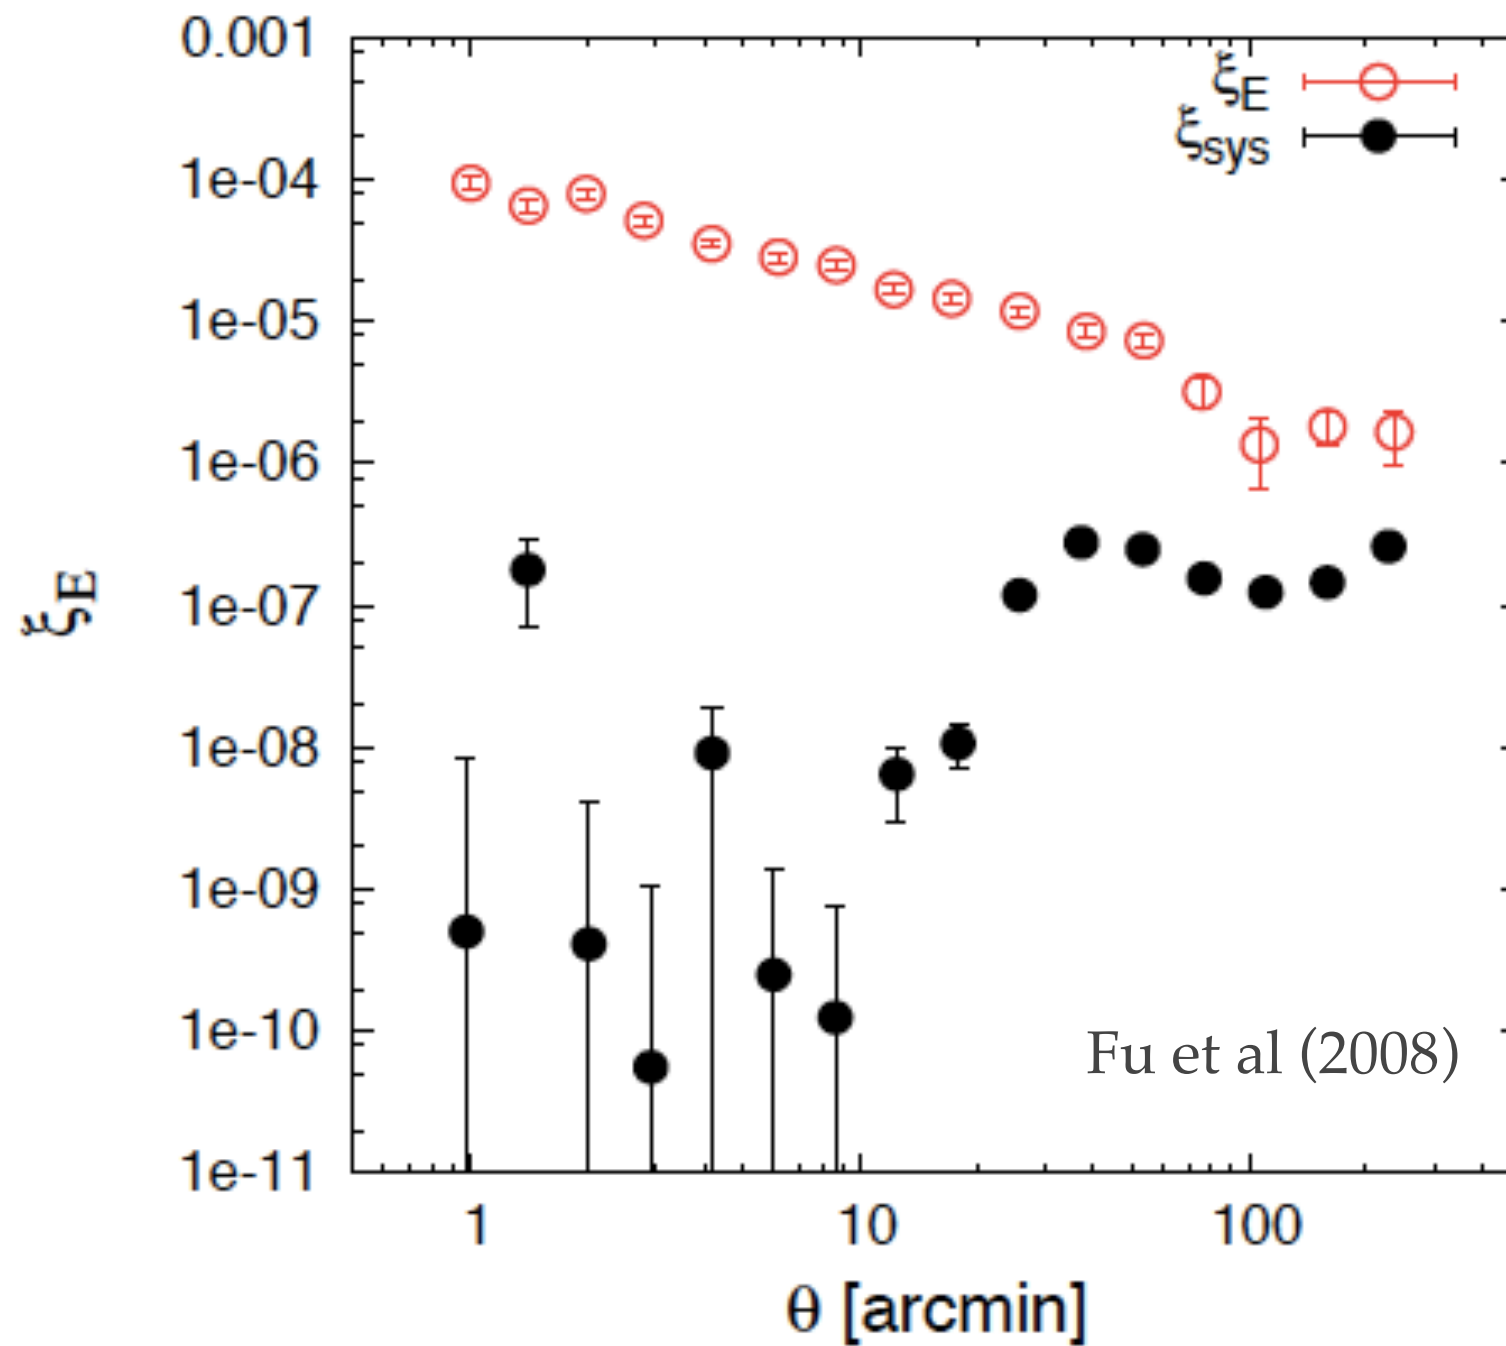 0.001
1e-04
1e-05
1e-06
1e-07
1e-08
1e-09
1e-10
1e-11
ξE
ξE
ξsys
Fu et al (2008)
1 10 100
θ [arcmin]